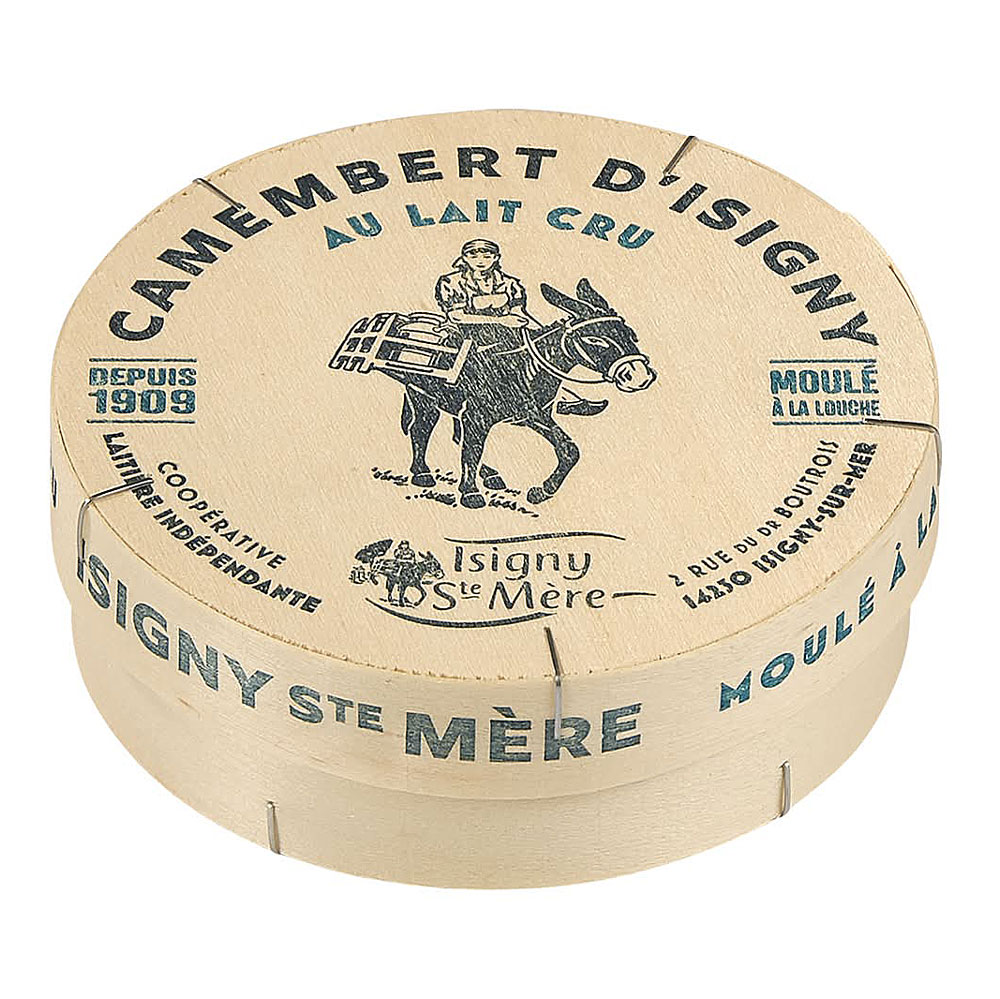 CAMEMBERT D'ISIGNY
AU LAIT CRU
DEPUIS
1909
MOULÉ
À LA LOUCHE
COOPÉRATIVE
LAITIÈRE INDÉPENDANTE
2 RUE DU DR BOUTROIS
14230 ISIGNY-SUR-MER
Isigny
Ste Mère
ISIGNY STE MÈRE
MOULÉ À LA